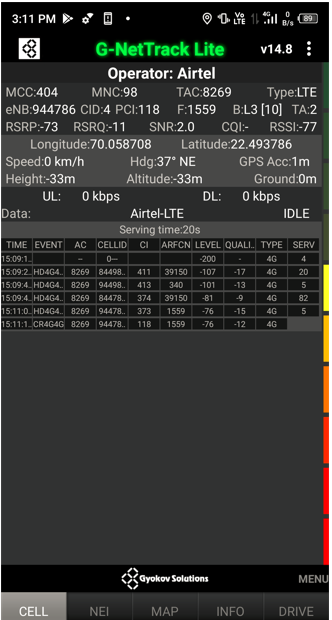 3:11 PM Vo LTE 4G 0 B/s 89
G-NetTrack Lite v14.8
Operator: Airtel
MCC:404 MNC:98 TAC:8269 Type:LTE
eNB:944786 CID:4 PCI:118 F:1559 B:L3 [10] TA:2
RSRP:-73 RSRQ:-11 SNR:2.0 CQI:- RSSI:-77
Longitude:70.058708 Latitude:22.493786
Speed:0 km/h Hdg:37° NE GPS Acc:1m
Height:-33m Altitude:-33m Ground:0m
UL: 0 kbps DL: 0 kbps
Data: Airtel-LTE IDLE
Serving time:20s
TIME EVENT AC CELLID CI ARFCN LEVEL QUALI.. TYPE SERV
15:09:1.. -- 0--- -200 - 4G 4
15:09:2.. HD4G4.. 8269 84498.. 411 39150 -107 -17 4G 20
15:09:4.. HD4G4.. 8269 94498.. 413 340 -101 -13 4G 5
15:09:4.. HD4G4.. 8269 84478.. 374 39150 -81 -9 4G 82
15:11:0.. HD4G4.. 8269 94478.. 373 1559 -76 -15 4G 5
15:11:1.. CR4G4G 8269 94478.. 118 1559 -76 -12 4G
Gyokov Solutions MENU
CELL NEI MAP INFO DRIVE